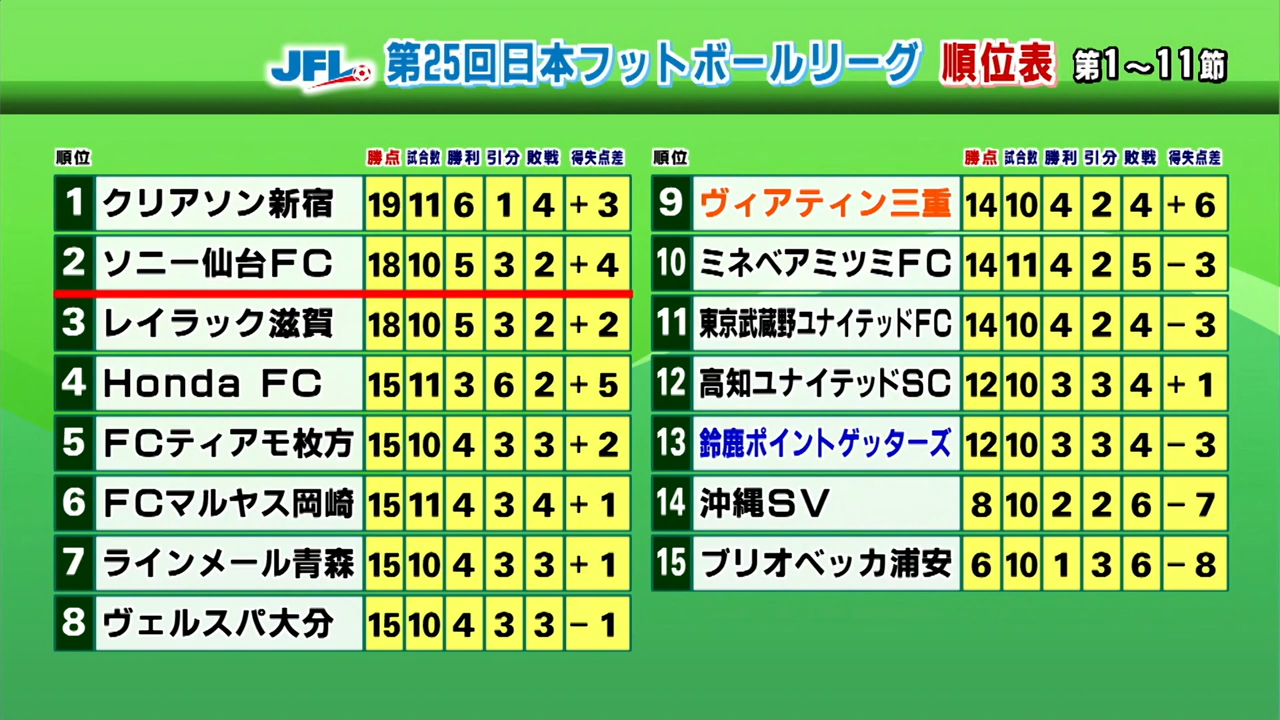 JFL 第25回日本フットボールリーグ 順位表 第1～11節
順位 勝点 試合数 勝利 引分 敗戦 得失点差
1 クリアソン新宿 19 11 6 1 4 +3
2 ソニー仙台FC 18 10 5 3 2 +4
3 レイラック滋賀 18 10 5 3 2 +2
4 Honda FC 15 11 3 6 2 +5
5 FCティアモ枚方 15 10 4 3 3 +2
6 FCマルヤス岡崎 15 11 4 3 4 +1
7 ラインメール青森 15 10 4 3 3 +1
8 ヴェルスパ大分 15 10 4 3 3 -1
順位 勝点 試合数 勝利 引分 敗戦 得失点差
9 ヴィアティン三重 14 10 4 2 4 +6
10 ミネベアミツミFC 14 11 4 2 5 -3
11 東京武蔵野ユナイテッドFC 14 10 4 2 4 -3
12 高知ユナイテッドSC 12 10 3 3 4 +1
13 鈴鹿ポイントゲッターズ 12 10 3 3 4 -3
14 沖縄SV 8 10 2 2 6 -7
15 ブリオベッカ浦安 6 10 1 3 6 -8